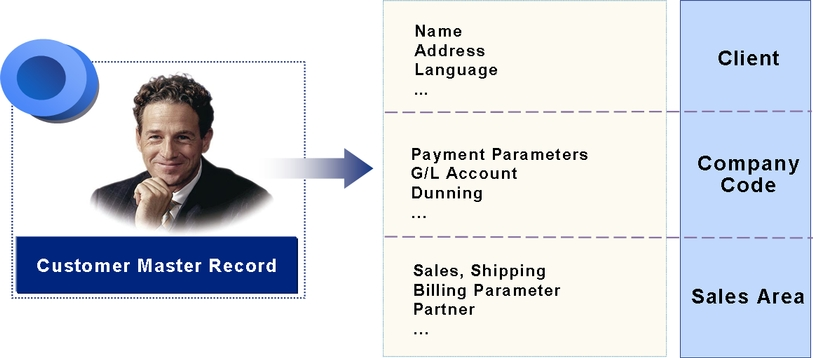 Customer Master Record
Name
Address
Language
...
Client
Payment Parameters
G/L Account
Dunning
...
Company
Code
Sales, Shipping
Billing Parameter
Partner
...
Sales Area